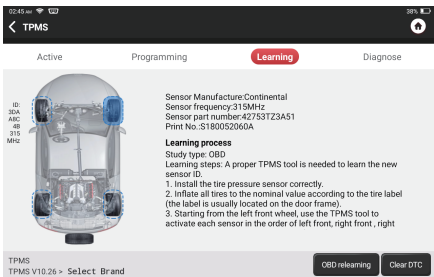 02:45 AM
38%
TPMS
Active
Programming
Learning
Diagnose
ID:
3DA
A8C
4B
315
MHz
Sensor Manufacture:Continental
Sensor frequency:315MHz
Sensor part number:42753TZ3A51
Print No.:S180052060A
Learning process
Study type: OBD
Learning steps: A proper TPMS tool is needed to learn the new
sensor ID.
1. Install the tire pressure sensor correctly.
2. Inflate all tires to the nominal value according to the tire label
(the label is usually located on the door frame).
3. Starting from the left front wheel, use the TPMS tool to
activate each sensor in the order of left front, right front , right
TPMS
TPMS V10.26 > Select Brand
OBD relearning
Clear DTC